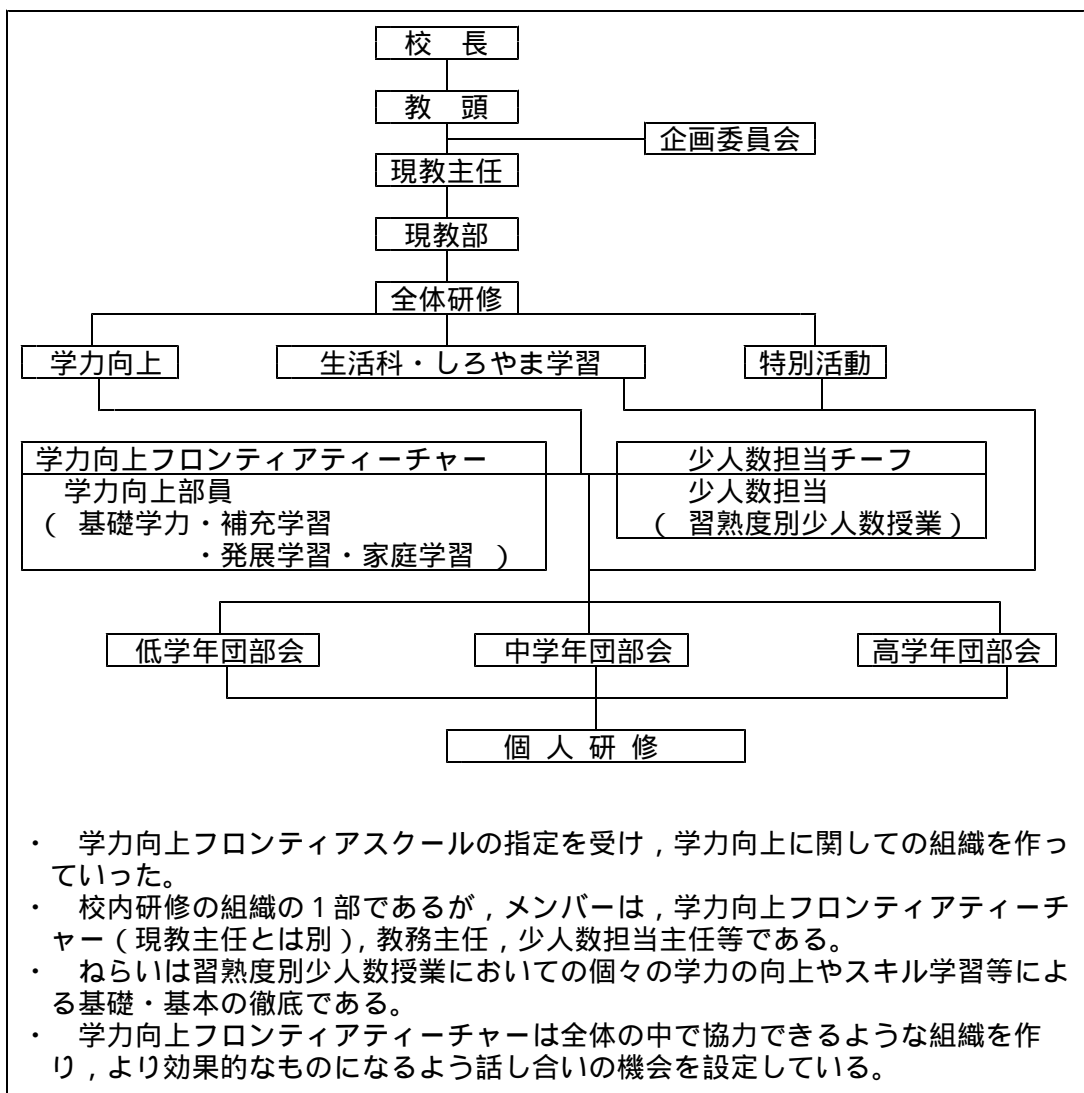 校 長
教 頭
企画委員会
現教主任
現教部
全体研修
学力向上 生活科・しろやま学習 特別活動
学力向上フロンティアティーチャー 少人数担当チーフ
学力向上部員 少人数担当
( 基礎学力・補充学習 ( 習熟度別少人数授業 )
・発展学習・家庭学習 )
低学年団部会 中学年団部会 高学年団部会
個 人 研 修
・ 学力向上フロンティアスクールの指定を受け,学力向上に関しての組織を作っ
ていった。
・ 校内研修の組織の1部であるが,メンバーは,学力向上フロンティアティーチ
ャー(現教主任とは別),教務主任,少人数担当主任等である。
・ ねらいは習熟度別少人数授業においての個々の学力の向上やスキル学習等によ
る基礎・基本の徹底である。
・ 学力向上フロンティアティーチャーは全体の中で協力できるような組織を作
り,より効果的なものになるよう話し合いの機会を設定している。